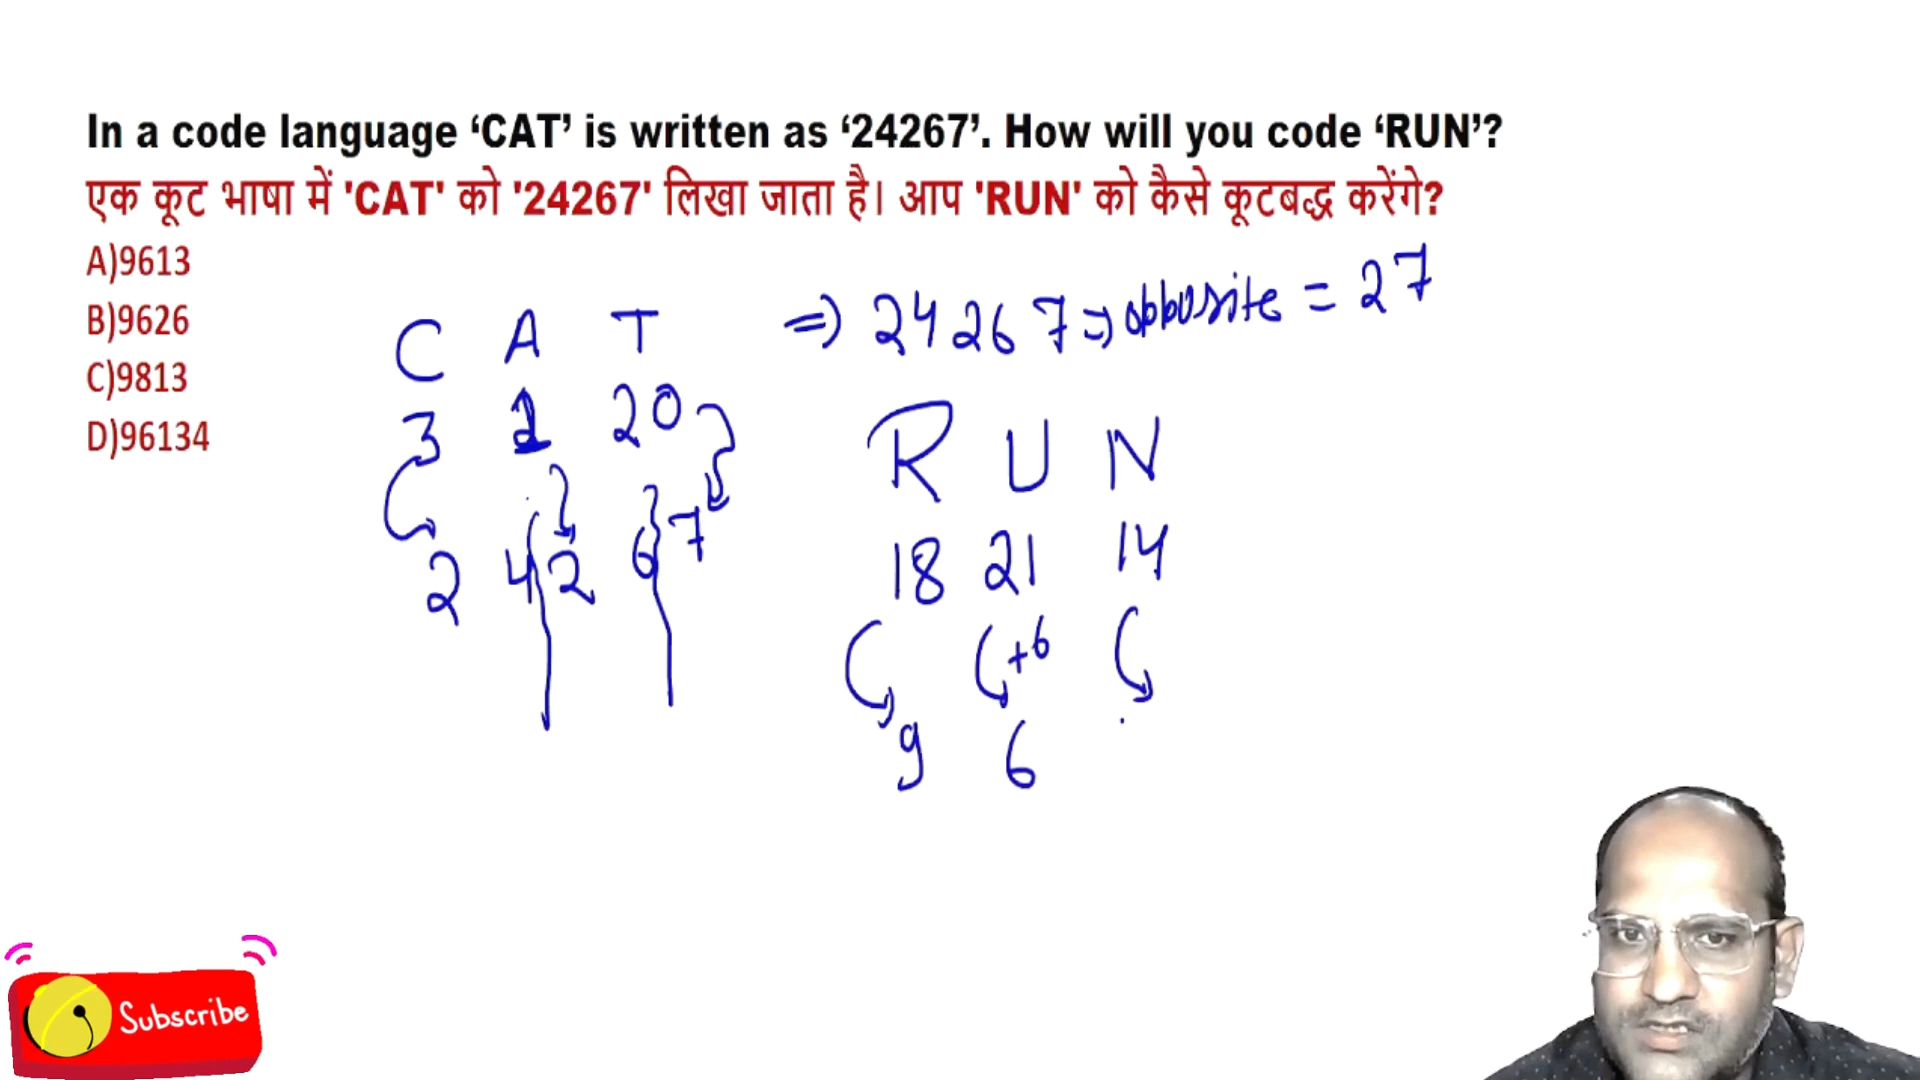 In a code language ‘CAT’ is written as ‘24267’. How will you code ‘RUN’?
एक कूट भाषा में 'CAT' को '24267' लिखा जाता है। आप 'RUN' को कैसे कूटबद्ध करेंगे?
A)9613
B)9626
C)9813
D)96134
C A T ⇒ 24267 ⇒ opposite = 27
3 1 20
2 4 2 6 7
R U N
18 21 14
+6
9 6
Subscribe